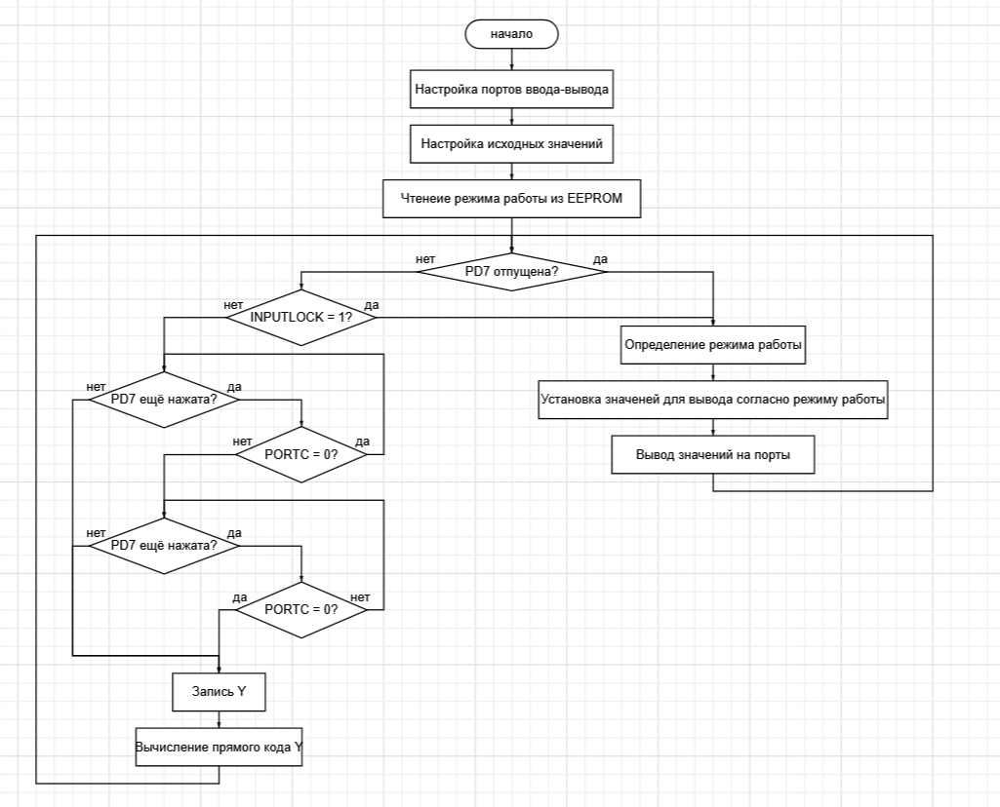 начало
Настройка портов ввода-вывода
Настройка исходных значений
Чтенеие режима работы из EEPROM
нет
да
PD7 отпущена?
нет
да
INPUTLOCK = 1?
Определение режима работы
нет
да
PD7 ещё нажата?
Установка значеней для вывода согласно режиму работы
нет
да
PORTC = 0?
Вывод значений на порты
нет
да
PD7 ещё нажата?
да
нет
PORTC = 0?
Запись Y
Вычисление прямого кода Y